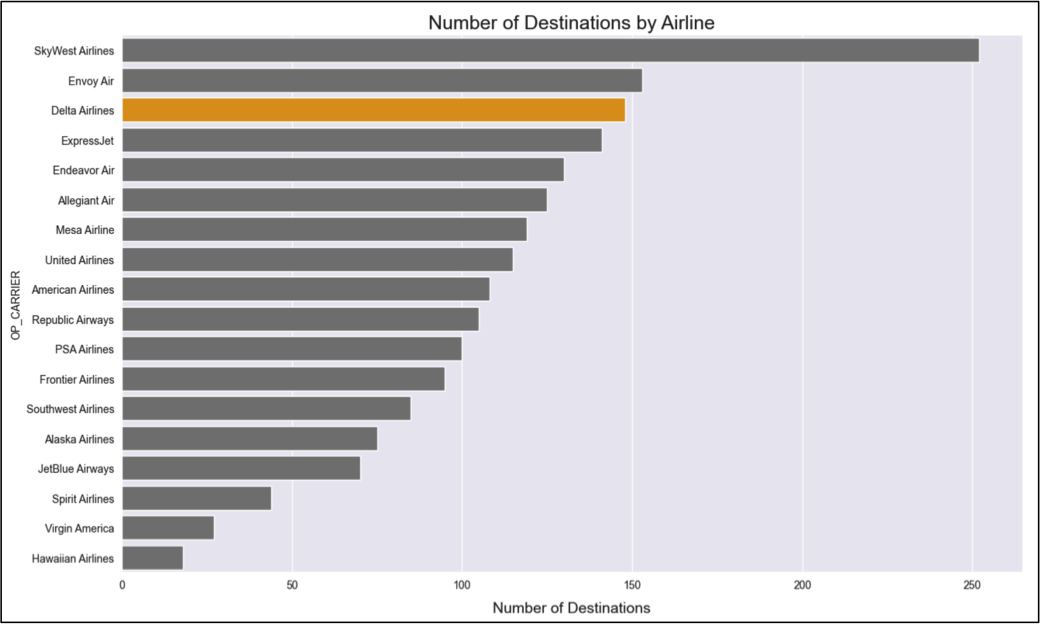 Number of Destinations by Airline
SkyWest Airlines
Envoy Air
Delta Airlines
ExpressJet
Endeavor Air
Allegiant Air
Mesa Airline
United Airlines
American Airlines
Republic Airways
PSA Airlines
Frontier Airlines
Southwest Airlines
Alaska Airlines
JetBlue Airways
Spirit Airlines
Virgin America
Hawaiian Airlines
OP_CARRIER
0 50 100 150 200 250
Number of Destinations